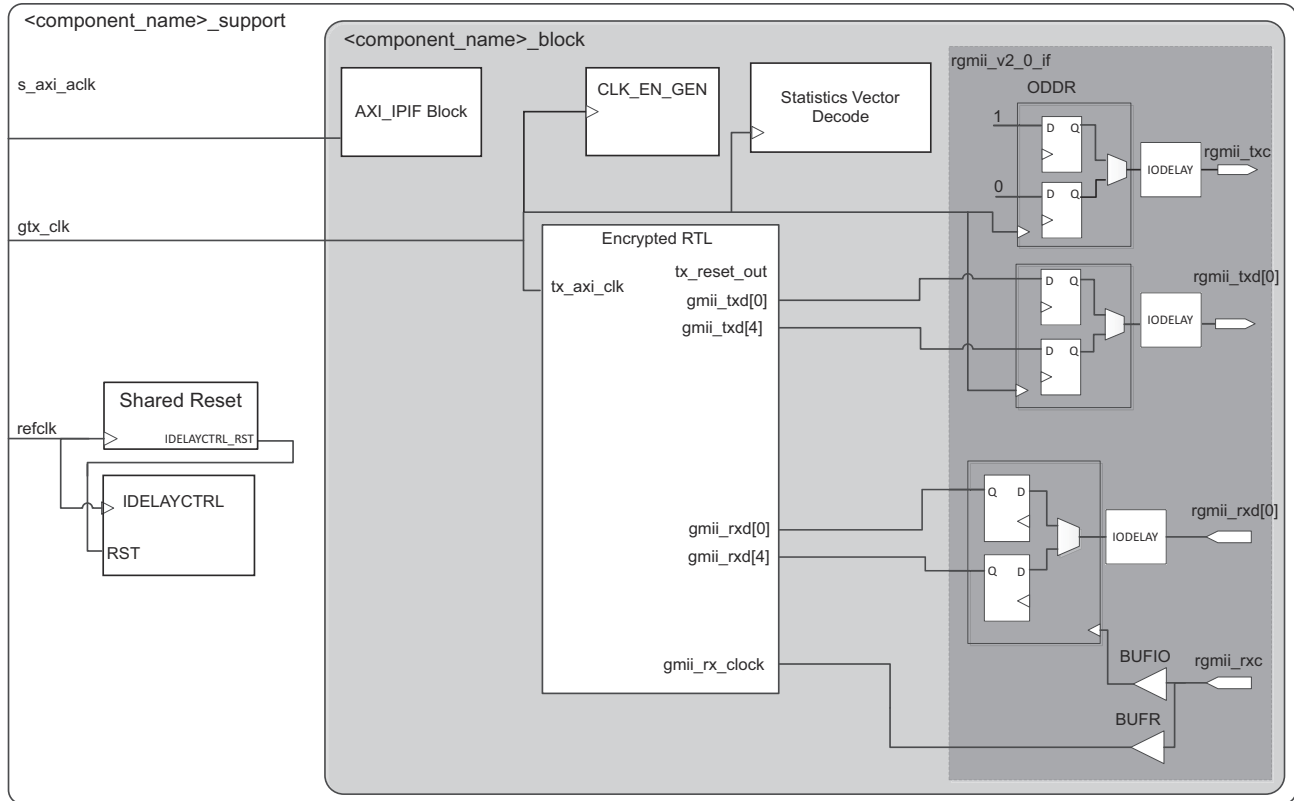 <component_name>_support
<component_name>_block
rgmii_v2_0_if
s_axi_aclk
AXI_IPIF Block
CLK_EN_GEN
Statistics Vector
Decode
ODDR
1
D Q
rgmii_txc
IODELAY
0
D Q
gtx_clk
Encrypted RTL
tx_reset_out
tx_axi_clk
gmii_txd[0]
gmii_txd[4]
D Q
rgmii_txd[0]
IODELAY
D Q
Shared Reset
refclk
IDELAYCTRL_RST
IDELAYCTRL
RST
gmii_rxd[0]
gmii_rxd[4]
Q D
rgmii_rxd[0]
IODELAY
Q D
gmii_rx_clock
BUFIO
rgmii_rxc
BUFR